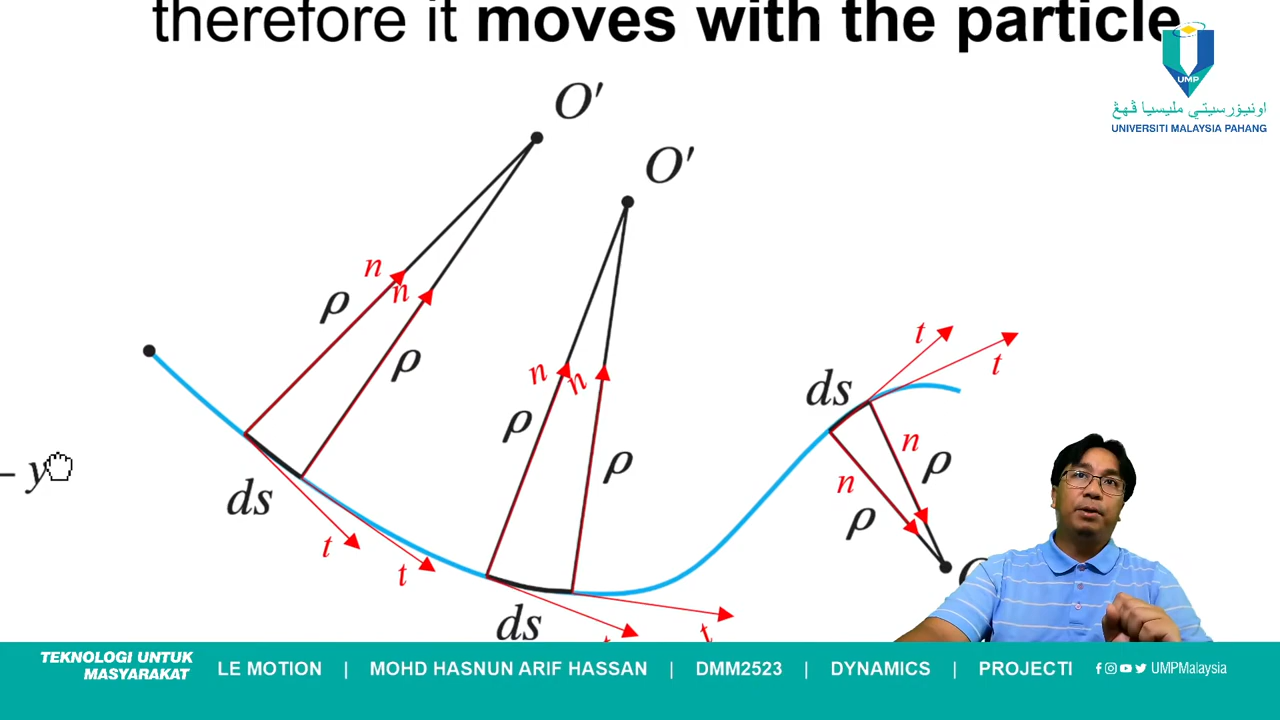 therefore it moves with the particle
UMP
اونيۏرسيتي مليسيا ڤهڠ
UNIVERSITI MALAYSIA PAHANG
O'
O'
n
n
ρ
ρ
n
n
ρ
ρ
t
t
ds
n
ρ
n
ρ
– y
ds
t
t
ds
t
t
TEKNOLOGI UNTUK
MASYARAKAT
LE MOTION | MOHD HASNUN ARIF HASSAN | DMM2523 | DYNAMICS | PROJECTI
UMPMalaysia